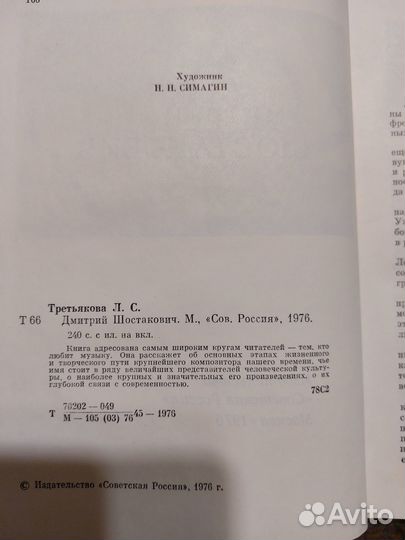 Художник
Н. Н. СИМАГИН
Третьякова Л. С.
Т 66 Дмитрий Шостакович. М., «Сов. Россия», 1976.
240 с. с ил. на вкл.
Книга адресована самым широким кругам читателей — тем, кто
любит музыку. Она расскажет об основных этапах жизненного
и творческого пути крупнейшего композитора нашего времени, чье
имя стоит в ряду величайших представителей человеческой культу-
ры, о наиболее крупных и значительных его произведениях, о их
глубокой связи с современностью.
78С2
Т 70202—049 45—1976
М—105 (03) 76
© Издательство «Советская Россия», 1976 г.
Avito